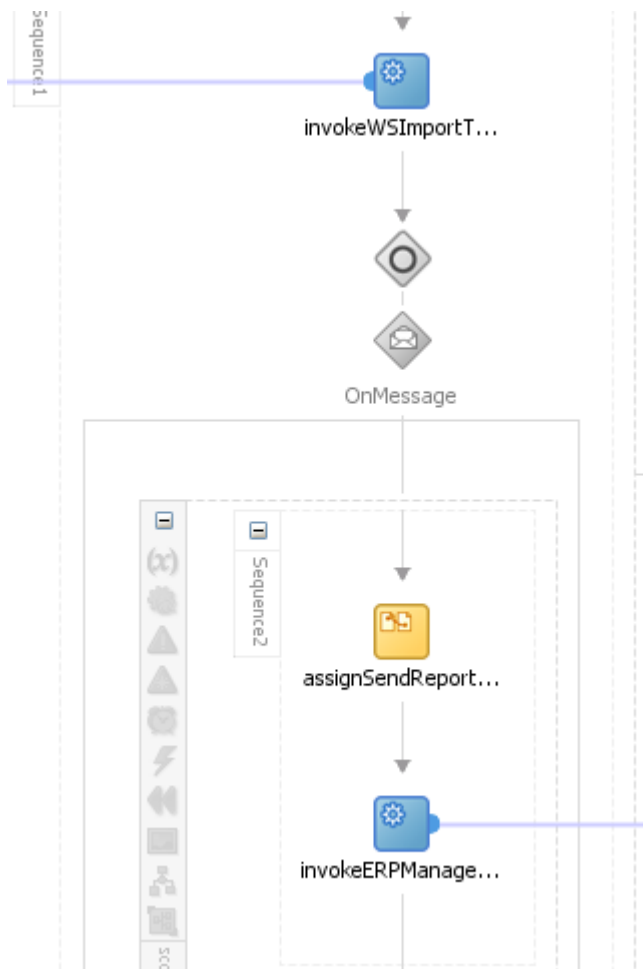 Sequence1
invokeWSImportT...
OnMessage
(x)
Sequence2
assignSendReport...
invokeERPManage...